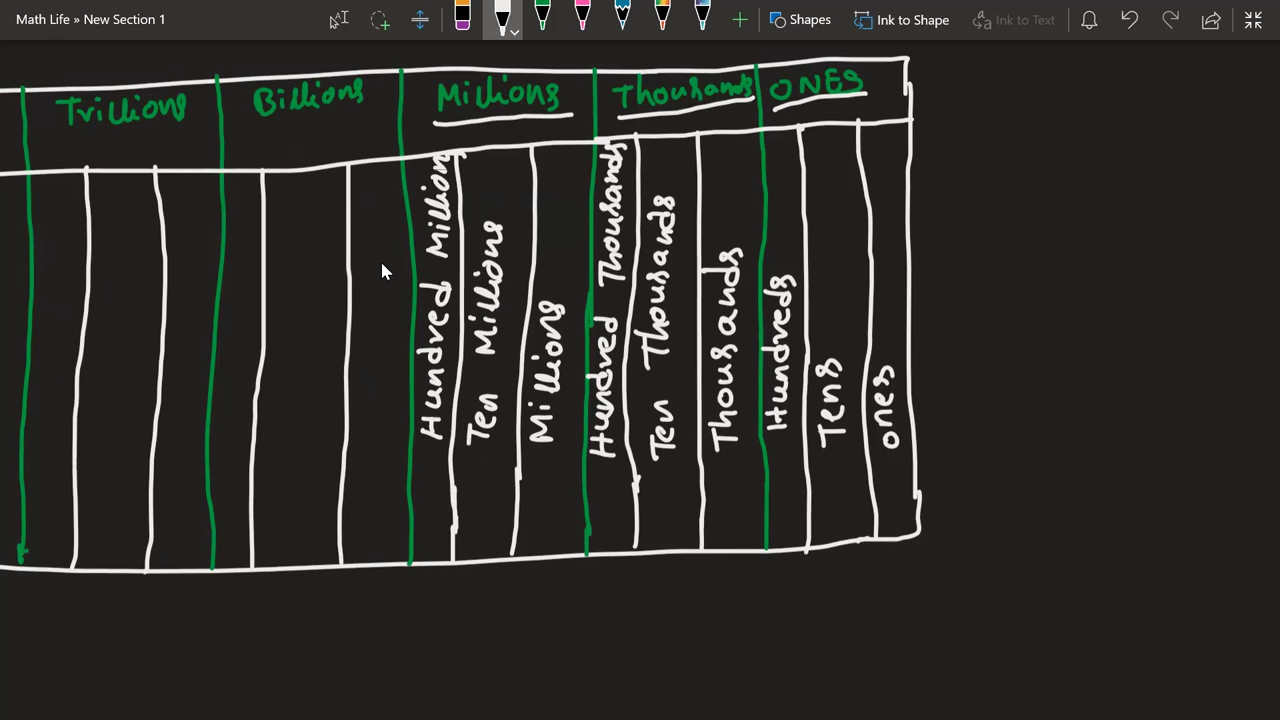 Math Life » New Section 1
Shapes
Ink to Shape
Ink to Text
Trillions
Billions
Millions
Thousands
ONES
Hundred Millions
Ten Millions
Millions
Hundred Thousands
Ten Thousands
Thousands
Hundreds
Tens
ones